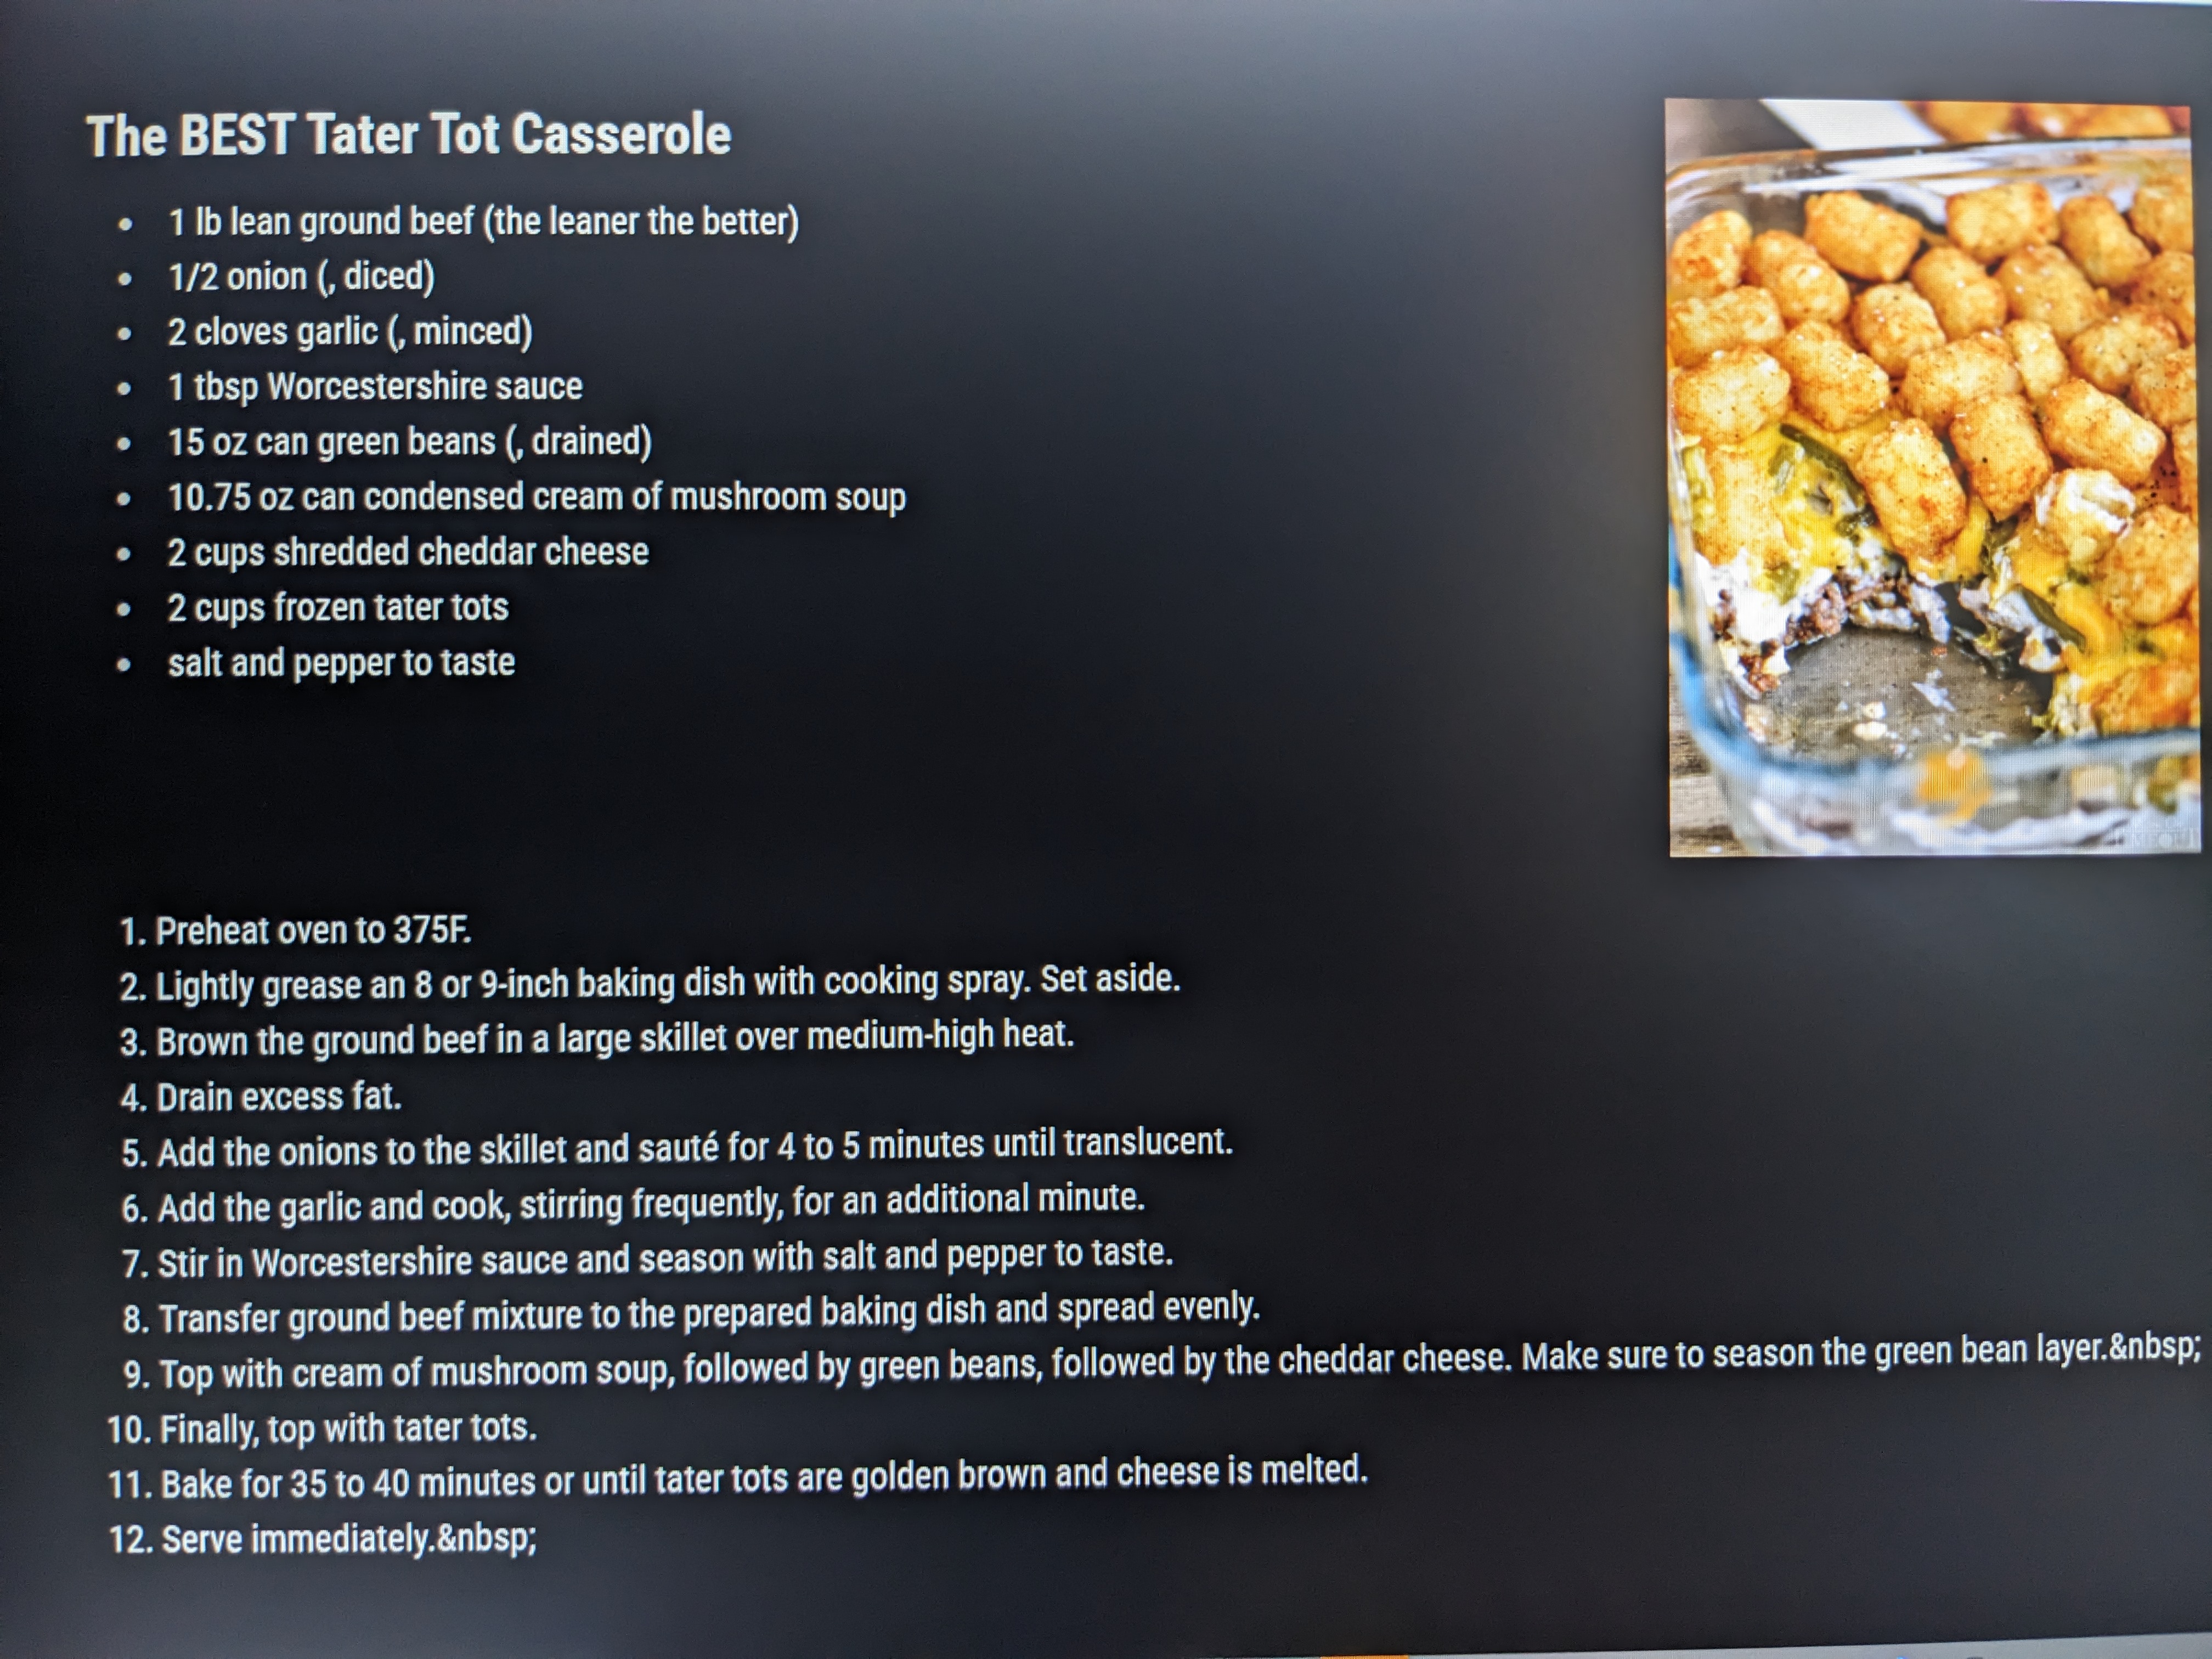 The BEST Tater Tot Casserole
• 1 lb lean ground beef (the leaner the better)
• 1/2 onion (, diced)
• 2 cloves garlic (, minced)
• 1 tbsp Worcestershire sauce
• 15 oz can green beans (, drained)
• 10.75 oz can condensed cream of mushroom soup
• 2 cups shredded cheddar cheese
• 2 cups frozen tater tots
• salt and pepper to taste
1. Preheat oven to 375F.
2. Lightly grease an 8 or 9-inch baking dish with cooking spray. Set aside.
3. Brown the ground beef in a large skillet over medium-high heat.
4. Drain excess fat.
5. Add the onions to the skillet and sauté for 4 to 5 minutes until translucent.
6. Add the garlic and cook, stirring frequently, for an additional minute.
7. Stir in Worcestershire sauce and season with salt and pepper to taste.
8. Transfer ground beef mixture to the prepared baking dish and spread evenly.
9. Top with cream of mushroom soup, followed by green beans, followed by the cheddar cheese. Make sure to season the green bean layer.&nbsp;
10. Finally, top with tater tots.
11. Bake for 35 to 40 minutes or until tater tots are golden brown and cheese is melted.
12. Serve immediately.&nbsp;